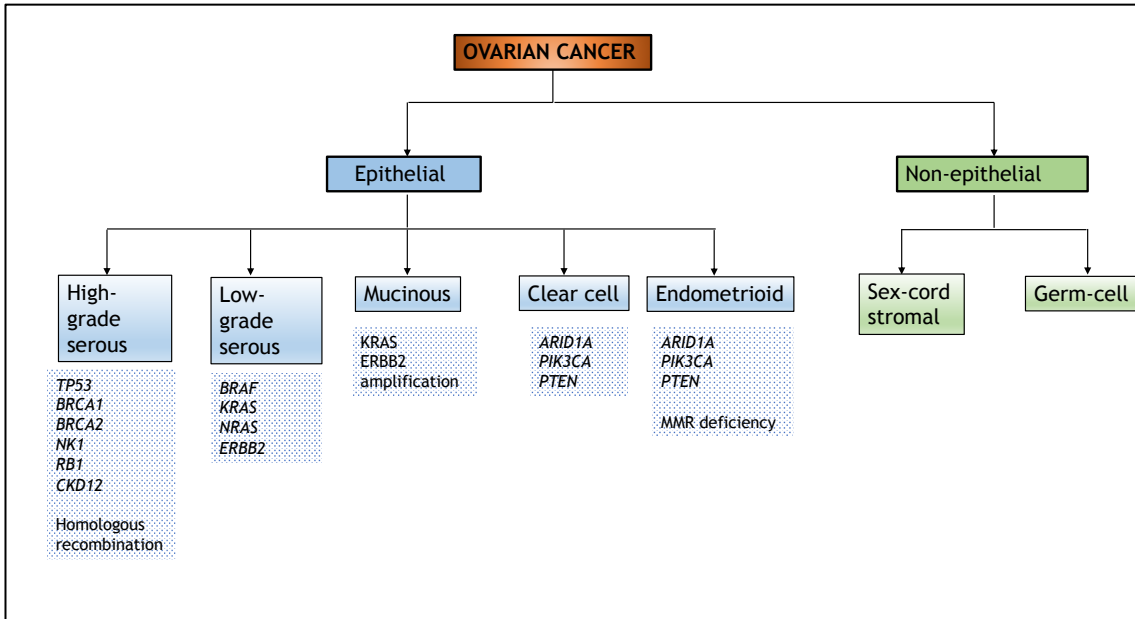 OVARIAN CANCER
Epithelial
Non-epithelial
High-
grade
serous
Low-
grade
serous
Mucinous
Clear cell
Endometrioid
Sex-cord
stromal
Germ-cell
TP53
BRCA1
BRCA2
NK1
RB1
CKD12
Homologous
recombination
BRAF
KRAS
NRAS
ERBB2
KRAS
ERBB2
amplification
ARID1A
PIK3CA
PTEN
ARID1A
PIK3CA
PTEN
MMR deficiency